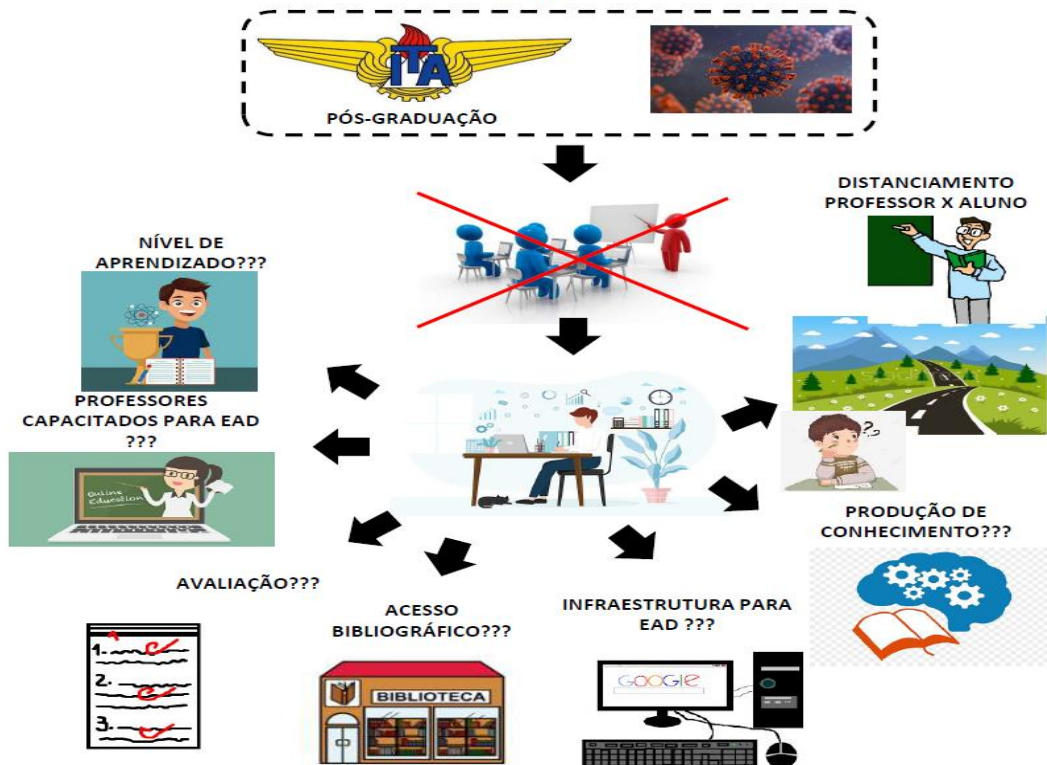 ITA
PÓS-GRADUAÇÃO
DISTANCIAMENTO
PROFESSOR X ALUNO
NÍVEL DE
APRENDIZADO???
PROFESSORES
CAPACITADOS PARA EAD
???
Online
Education
PRODUÇÃO DE
CONHECIMENTO???
AVALIAÇÃO???
1.
2.
3.
ACESSO
BIBLIOGRÁFICO???
BIBLIOTECA
INFRAESTRUTURA PARA
EAD ???
GOOGLE